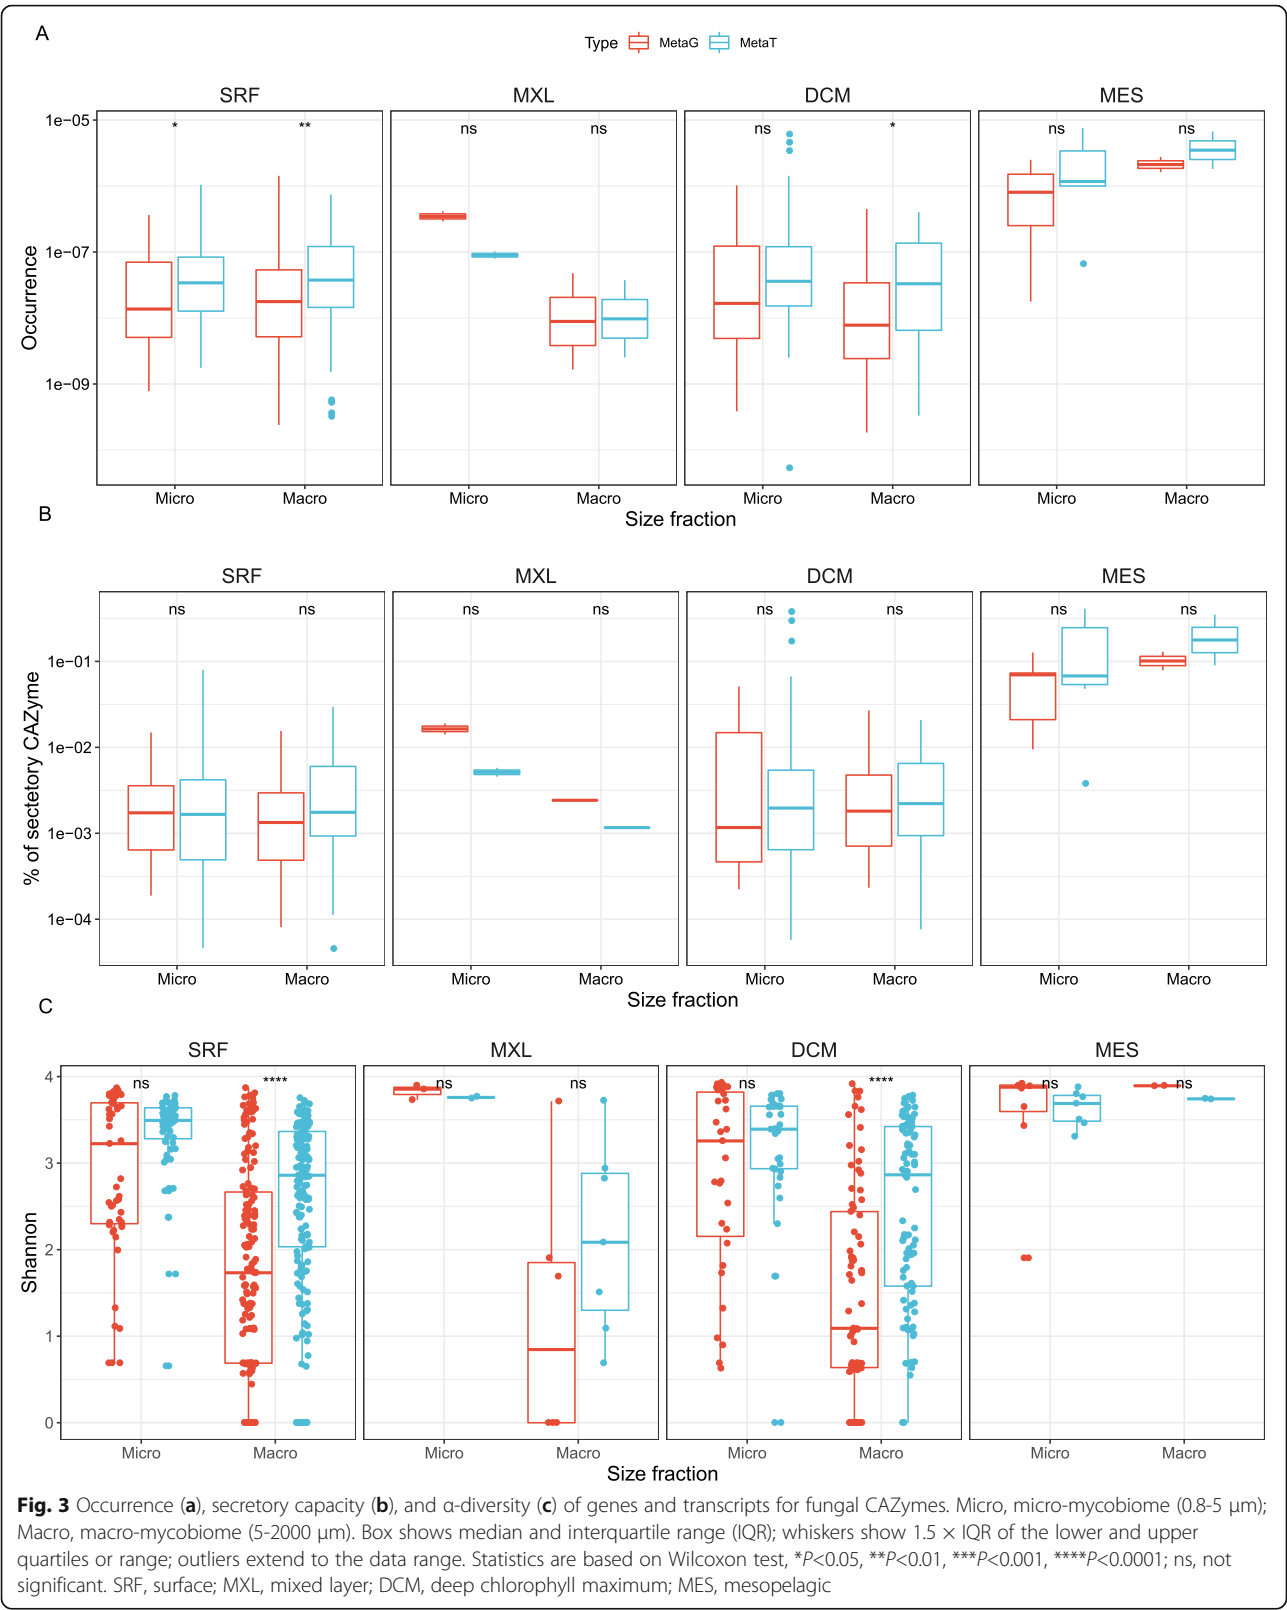 A
Type MetaG MetaT
SRF MXL DCM MES
* ** ns ns ns * ns ns
Occurrence
1e−05
1e−07
1e−09
Micro Macro Micro Macro Micro Macro Micro Macro
Size fraction
B
SRF MXL DCM MES
ns ns ns ns ns ns ns ns
% of sectetory CAZyme
1e−01
1e−02
1e−03
1e−04
Micro Macro Micro Macro Micro Macro Micro Macro
Size fraction
C
SRF MXL DCM MES
ns **** ns ns ns **** ns ns
Shannon
4
3
2
1
0
Micro Macro Micro Macro Micro Macro Micro Macro
Size fraction
Fig. 3 Occurrence (a), secretory capacity (b), and α-diversity (c) of genes and transcripts for fungal CAZymes. Micro, micro-mycobiome (0.8-5 μm);
Macro, macro-mycobiome (5-2000 μm). Box shows median and interquartile range (IQR); whiskers show 1.5 × IQR of the lower and upper
quartiles or range; outliers extend to the data range. Statistics are based on Wilcoxon test, *P<0.05, **P<0.01, ***P<0.001, ****P<0.0001; ns, not
significant. SRF, surface; MXL, mixed layer; DCM, deep chlorophyll maximum; MES, mesopelagic